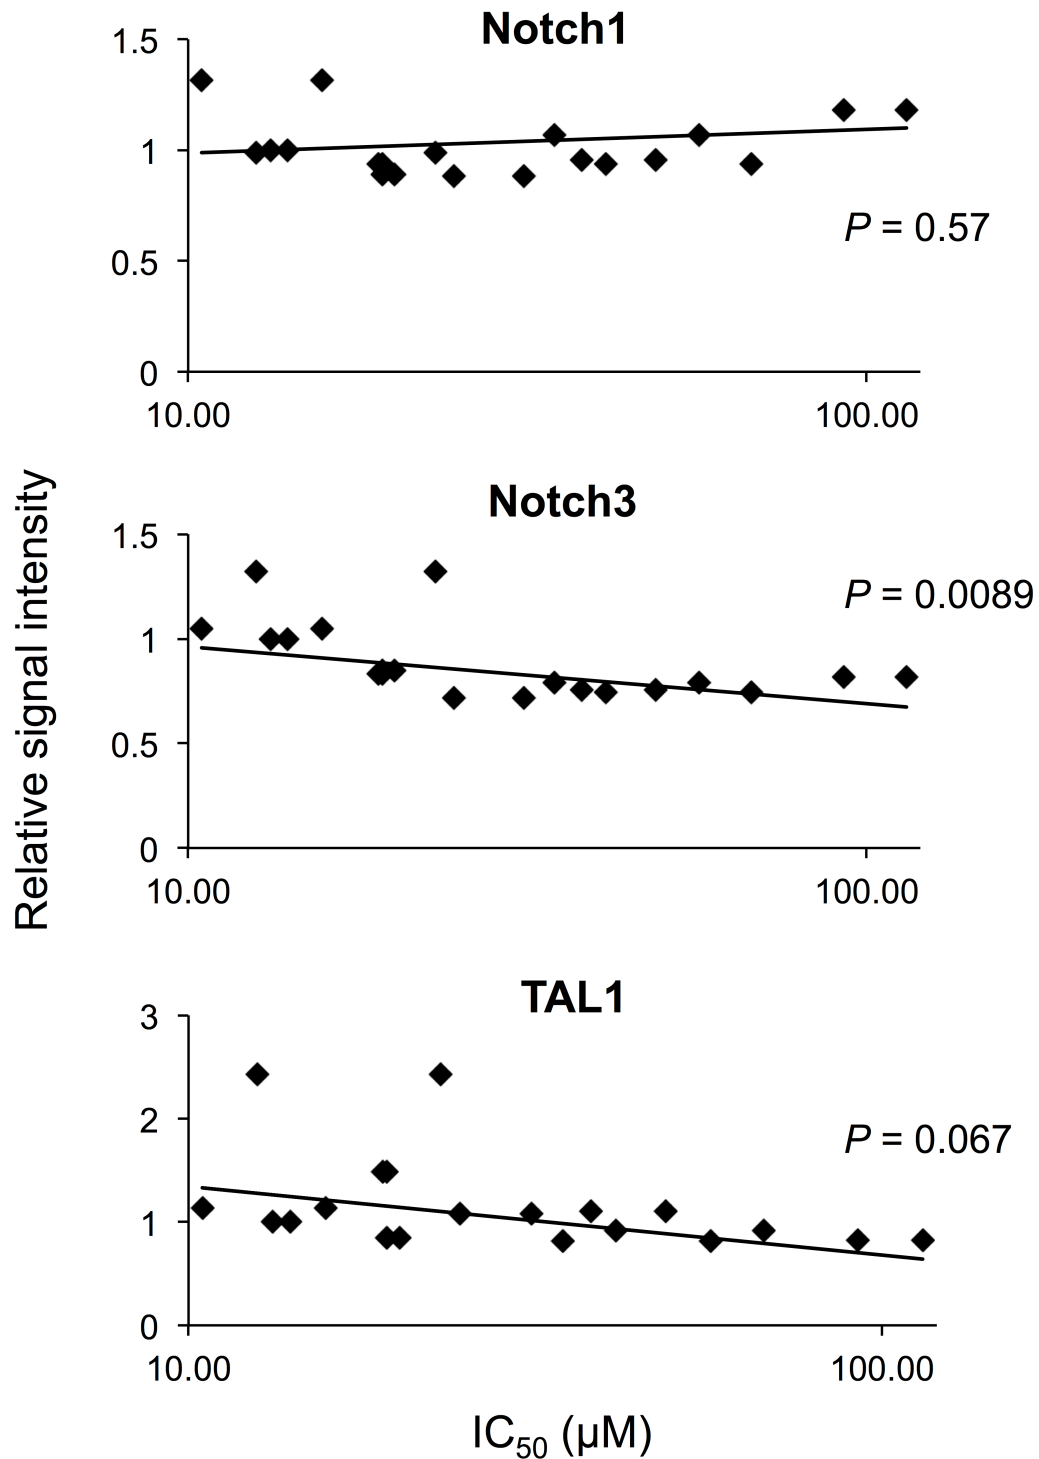 Notch1
1.5
1
0.5
0
P = 0.57
10.00
100.00
Relative signal intensity
Notch3
1.5
1
0.5
0
P = 0.0089
10.00
100.00
TAL1
3
2
1
0
P = 0.067
10.00
100.00
IC50 (µM)